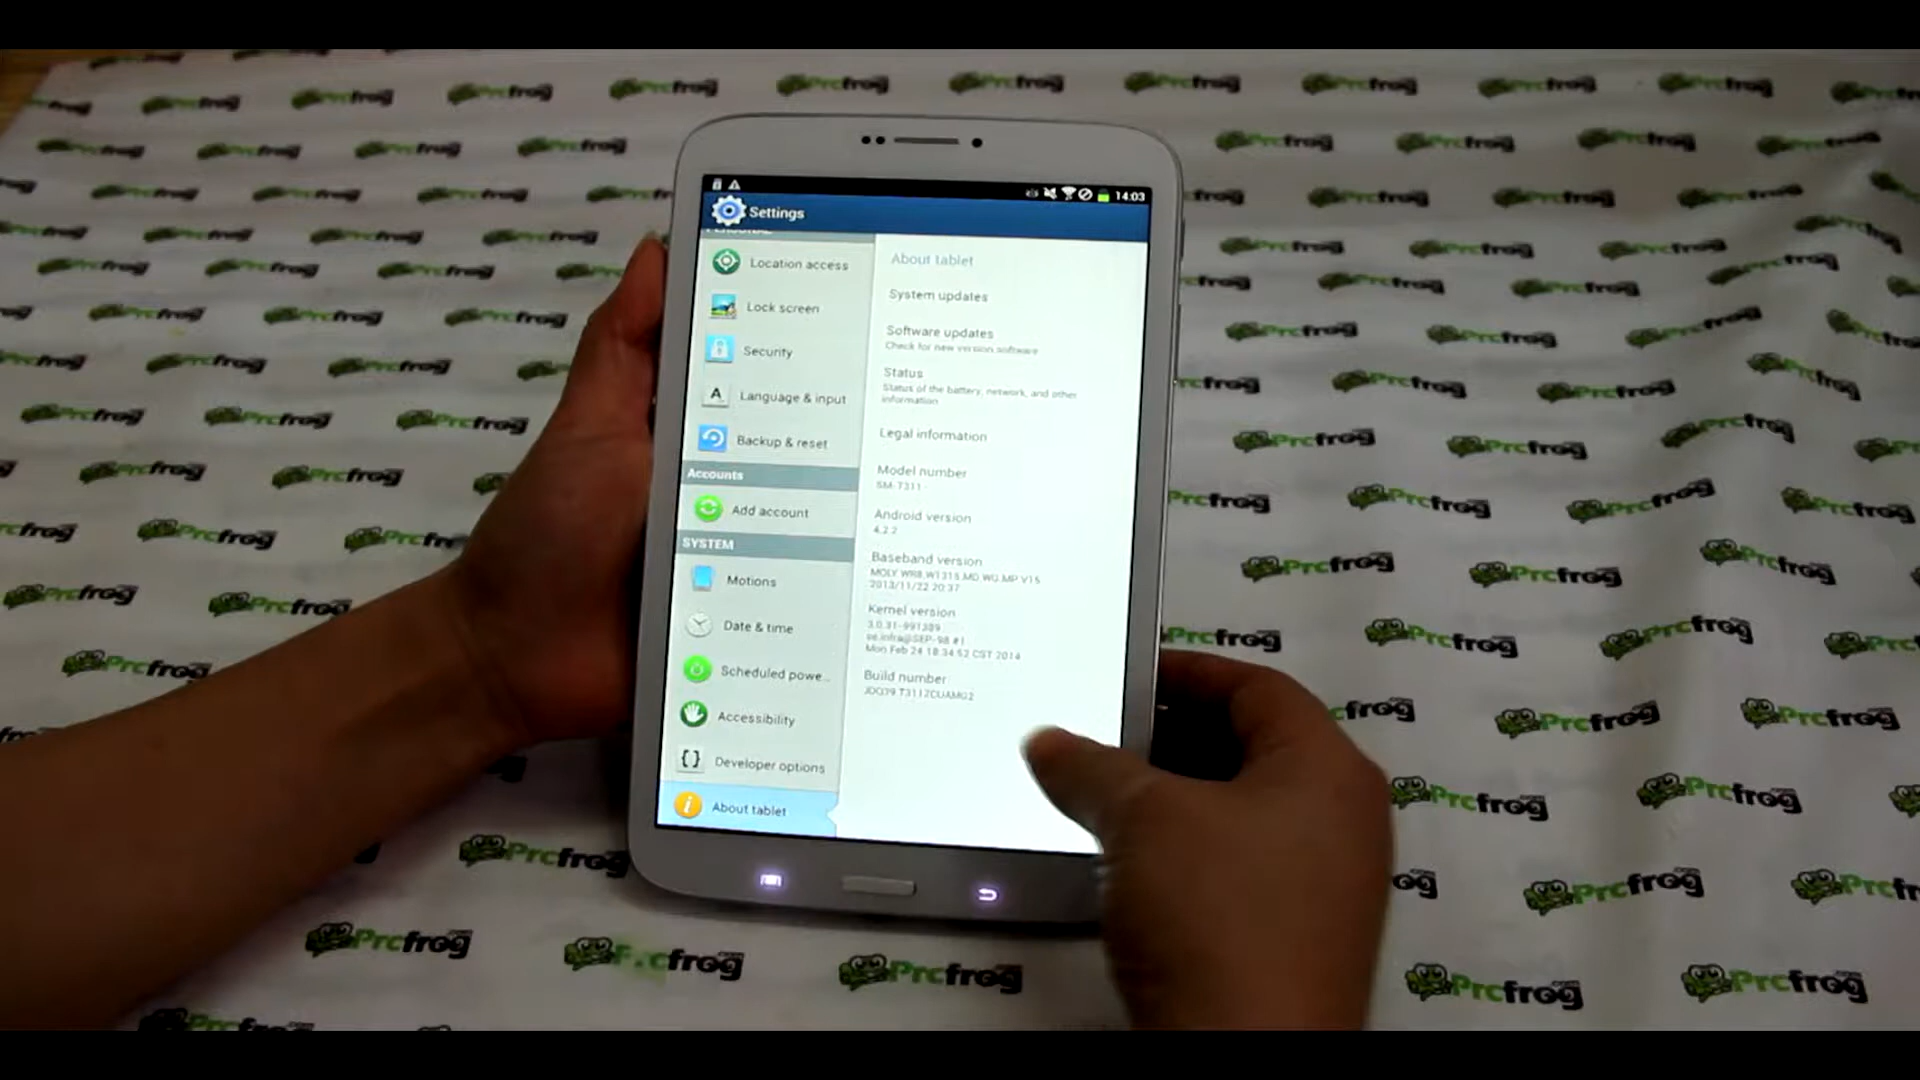 14:03
Settings
PERSONAL
Location access
Lock screen
Security
Language & input
Backup & reset
Accounts
Add account
SYSTEM
Motions
Date & time
Scheduled powe...
Accessibility
Developer options
About tablet
About tablet
System updates
Software updates
Check for new version software
Status
Status of the battery, network, and other
information
Legal information
Model number
SM-T311
Android version
4.2.2
Baseband version
MOLY.WR8.W1315.MD.WG.MP.V15
2013/11/22 20:37
Kernel version
3.0.31-991389
se.infra@SEP-98 #1
Mon Feb 24 18:34:52 CST 2014
Build number
Prcfrog